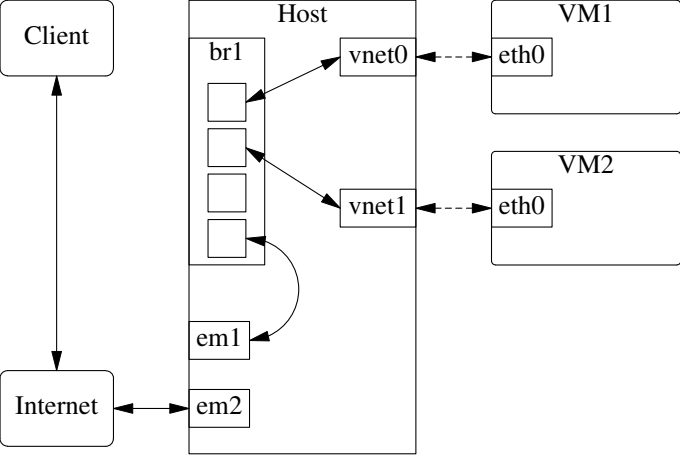 Client
Host
VM1
br1
vnet0
eth0
VM2
vnet1
eth0
em1
Internet
em2